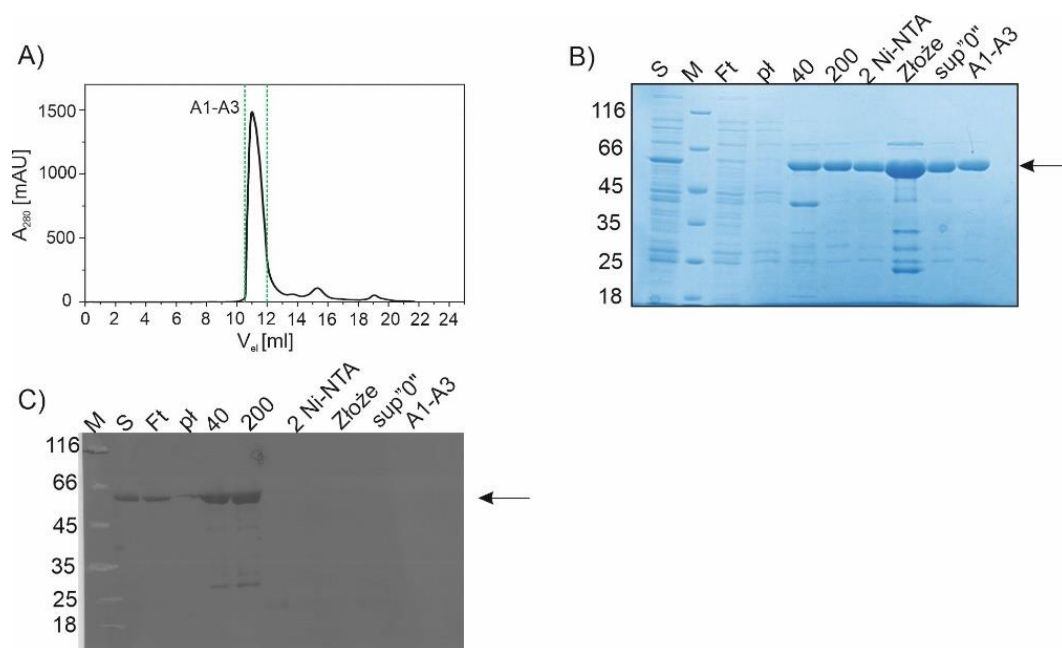 A)
A1-A3
1500
1000
500
0
A280 [mAU]
0 2 4 6 8 10 12 14 16 18 20 22 24
Vel [ml]
B)
S M Ft pł 40 200 2 Ni-NTA Złoże sup"0" A1-A3
116
66
45
35
25
18
C)
M S Ft pł 40 200 2 Ni-NTA Złoże sup"0" A1-A3
116
66
45
35
25
18